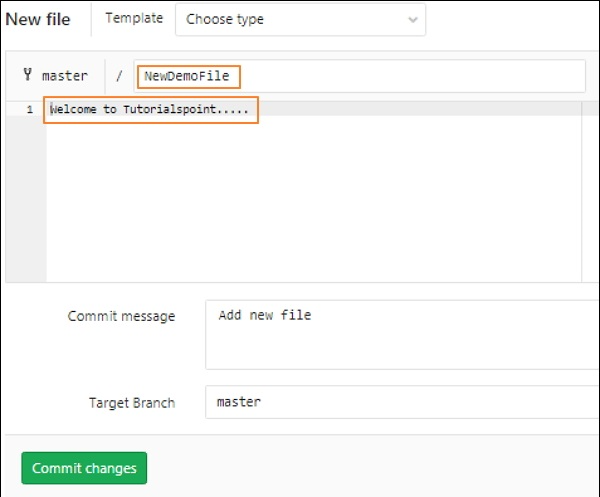 New file Template Choose type
master / NewDemoFile
1 Welcome to Tutorialspoint.....
Commit message Add new file
Target Branch master
Commit changes